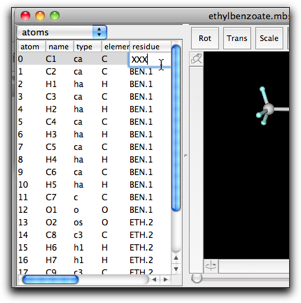 ethylbenzoate.mb
atoms
Rot Trans Scale
atom name type elemen residue
0 C1 ca C XXX
1 C2 ca C BEN.1
2 H1 ha H BEN.1
3 C3 ca C BEN.1
4 H2 ha H BEN.1
5 C4 ca C BEN.1
6 H3 ha H BEN.1
7 C5 ca C BEN.1
8 H4 ha H BEN.1
9 C6 ca C BEN.1
10 H5 ha H BEN.1
11 C7 c C BEN.1
12 O1 o O BEN.1
13 O2 os O ETH.2
14 C8 c3 C ETH.2
15 H6 h1 H ETH.2
16 H7 h1 H ETH.2
17 C9 c3 C ETH.2